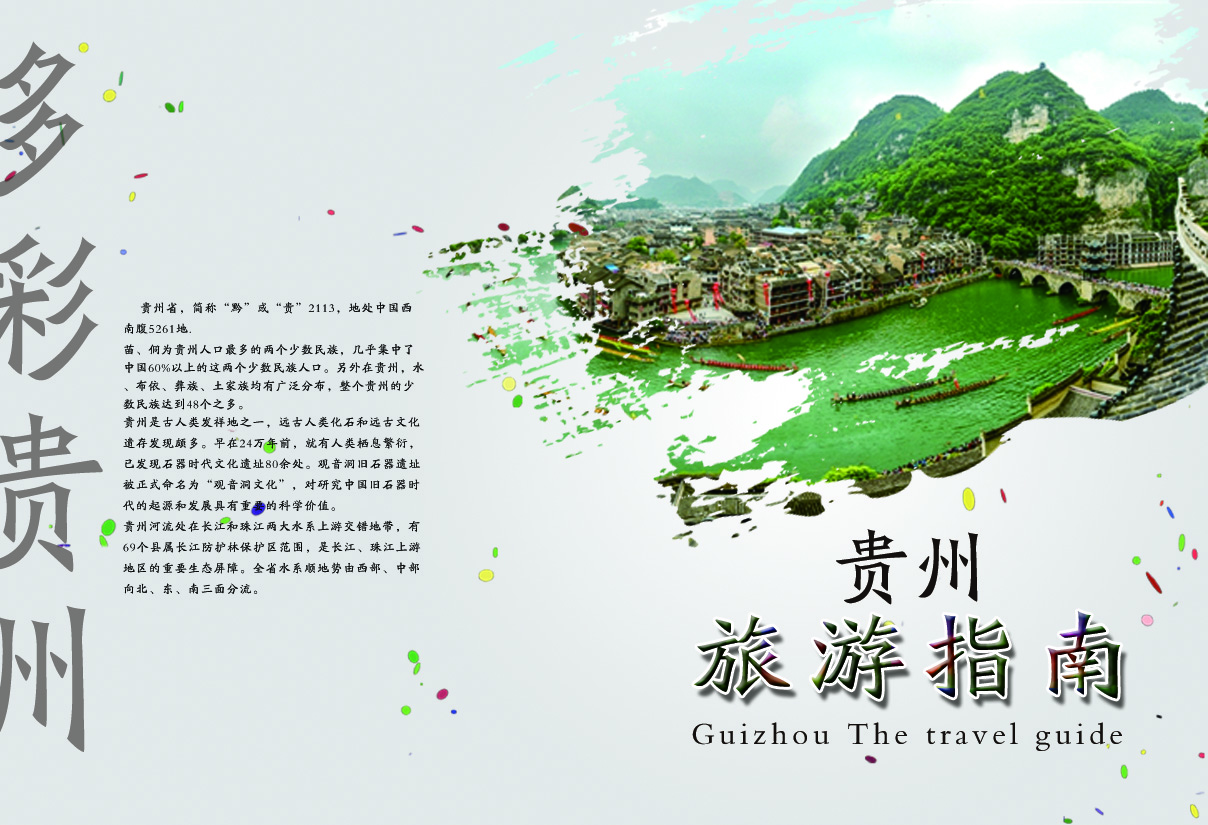 多彩贵州
贵州省，简称“黔”或“贵”2113，地处中国西
南腹5261地.
苗、侗为贵州人口最多的两个少数民族，几乎集中了
中国60%以上的这两个少数民族人口。另外在贵州，水
、布依、彝族、土家族均有广泛分布，整个贵州的少
数民族达到48个之多。
贵州是古人类发祥地之一，远古人类化石和远古文化
遗存发现颇多。早在24万年前，就有人类栖息繁衍，
已发现石器时代文化遗址80余处。观音洞旧石器遗址
被正式命名为“观音洞文化”，对研究中国旧石器时
代的起源和发展具有重要的科学价值。
贵州河流处在长江和珠江两大水系上游交错地带，有
69个县属长江防护林保护区范围，是长江、珠江上游
地区的重要生态屏障。全省水系顺地势由西部、中部
向北、东、南三面分流。
贵州
旅游指南
Guizhou The travel guide